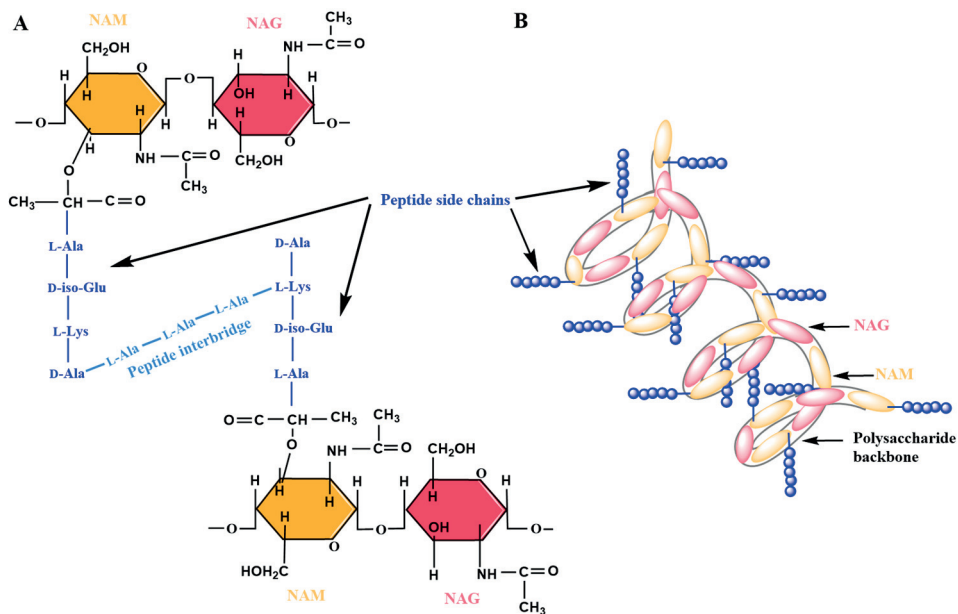 A
NAM
NAG
B
CH₃
NH—C=O
CH₂OH
H
H
H
O
H
H
OH
H
H
H
O
O
O
O
H
H
NH—C=O
CH₃
H
CH₂OH
H
O
O
CH₃—CH—C=O
L-Ala
D-iso-Glu
L-Lys
D-Ala
L-Ala
L-Ala
L-Ala
Peptide interbridge
D-Ala
L-Lys
D-iso-Glu
L-Ala
Peptide side chains
NAG
NAM
Polysaccharide
backbone
O=C—CH—CH₃
O
CH₃
NH—C=O
CH₂OH
H
H
H
H
H
O
H
H
OH
H
O
O
O
O
H
H
HOH₂C
H
NH—C=O
CH₃
NAM
NAG